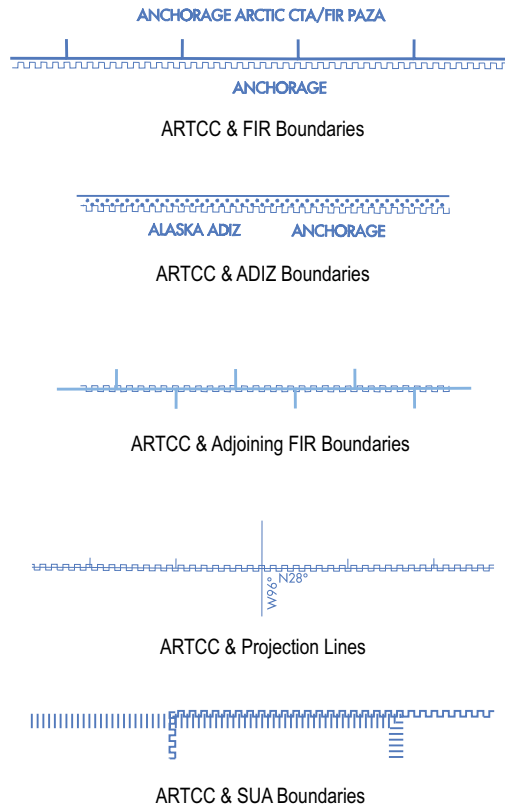 ANCHORAGE ARCTIC CTA/FIR PAZA
ANCHORAGE
ARTCC & FIR Boundaries
ALASKA ADIZ ANCHORAGE
ARTCC & ADIZ Boundaries
ARTCC & Adjoining FIR Boundaries
N28°
W96°
ARTCC & Projection Lines
ARTCC & SUA Boundaries